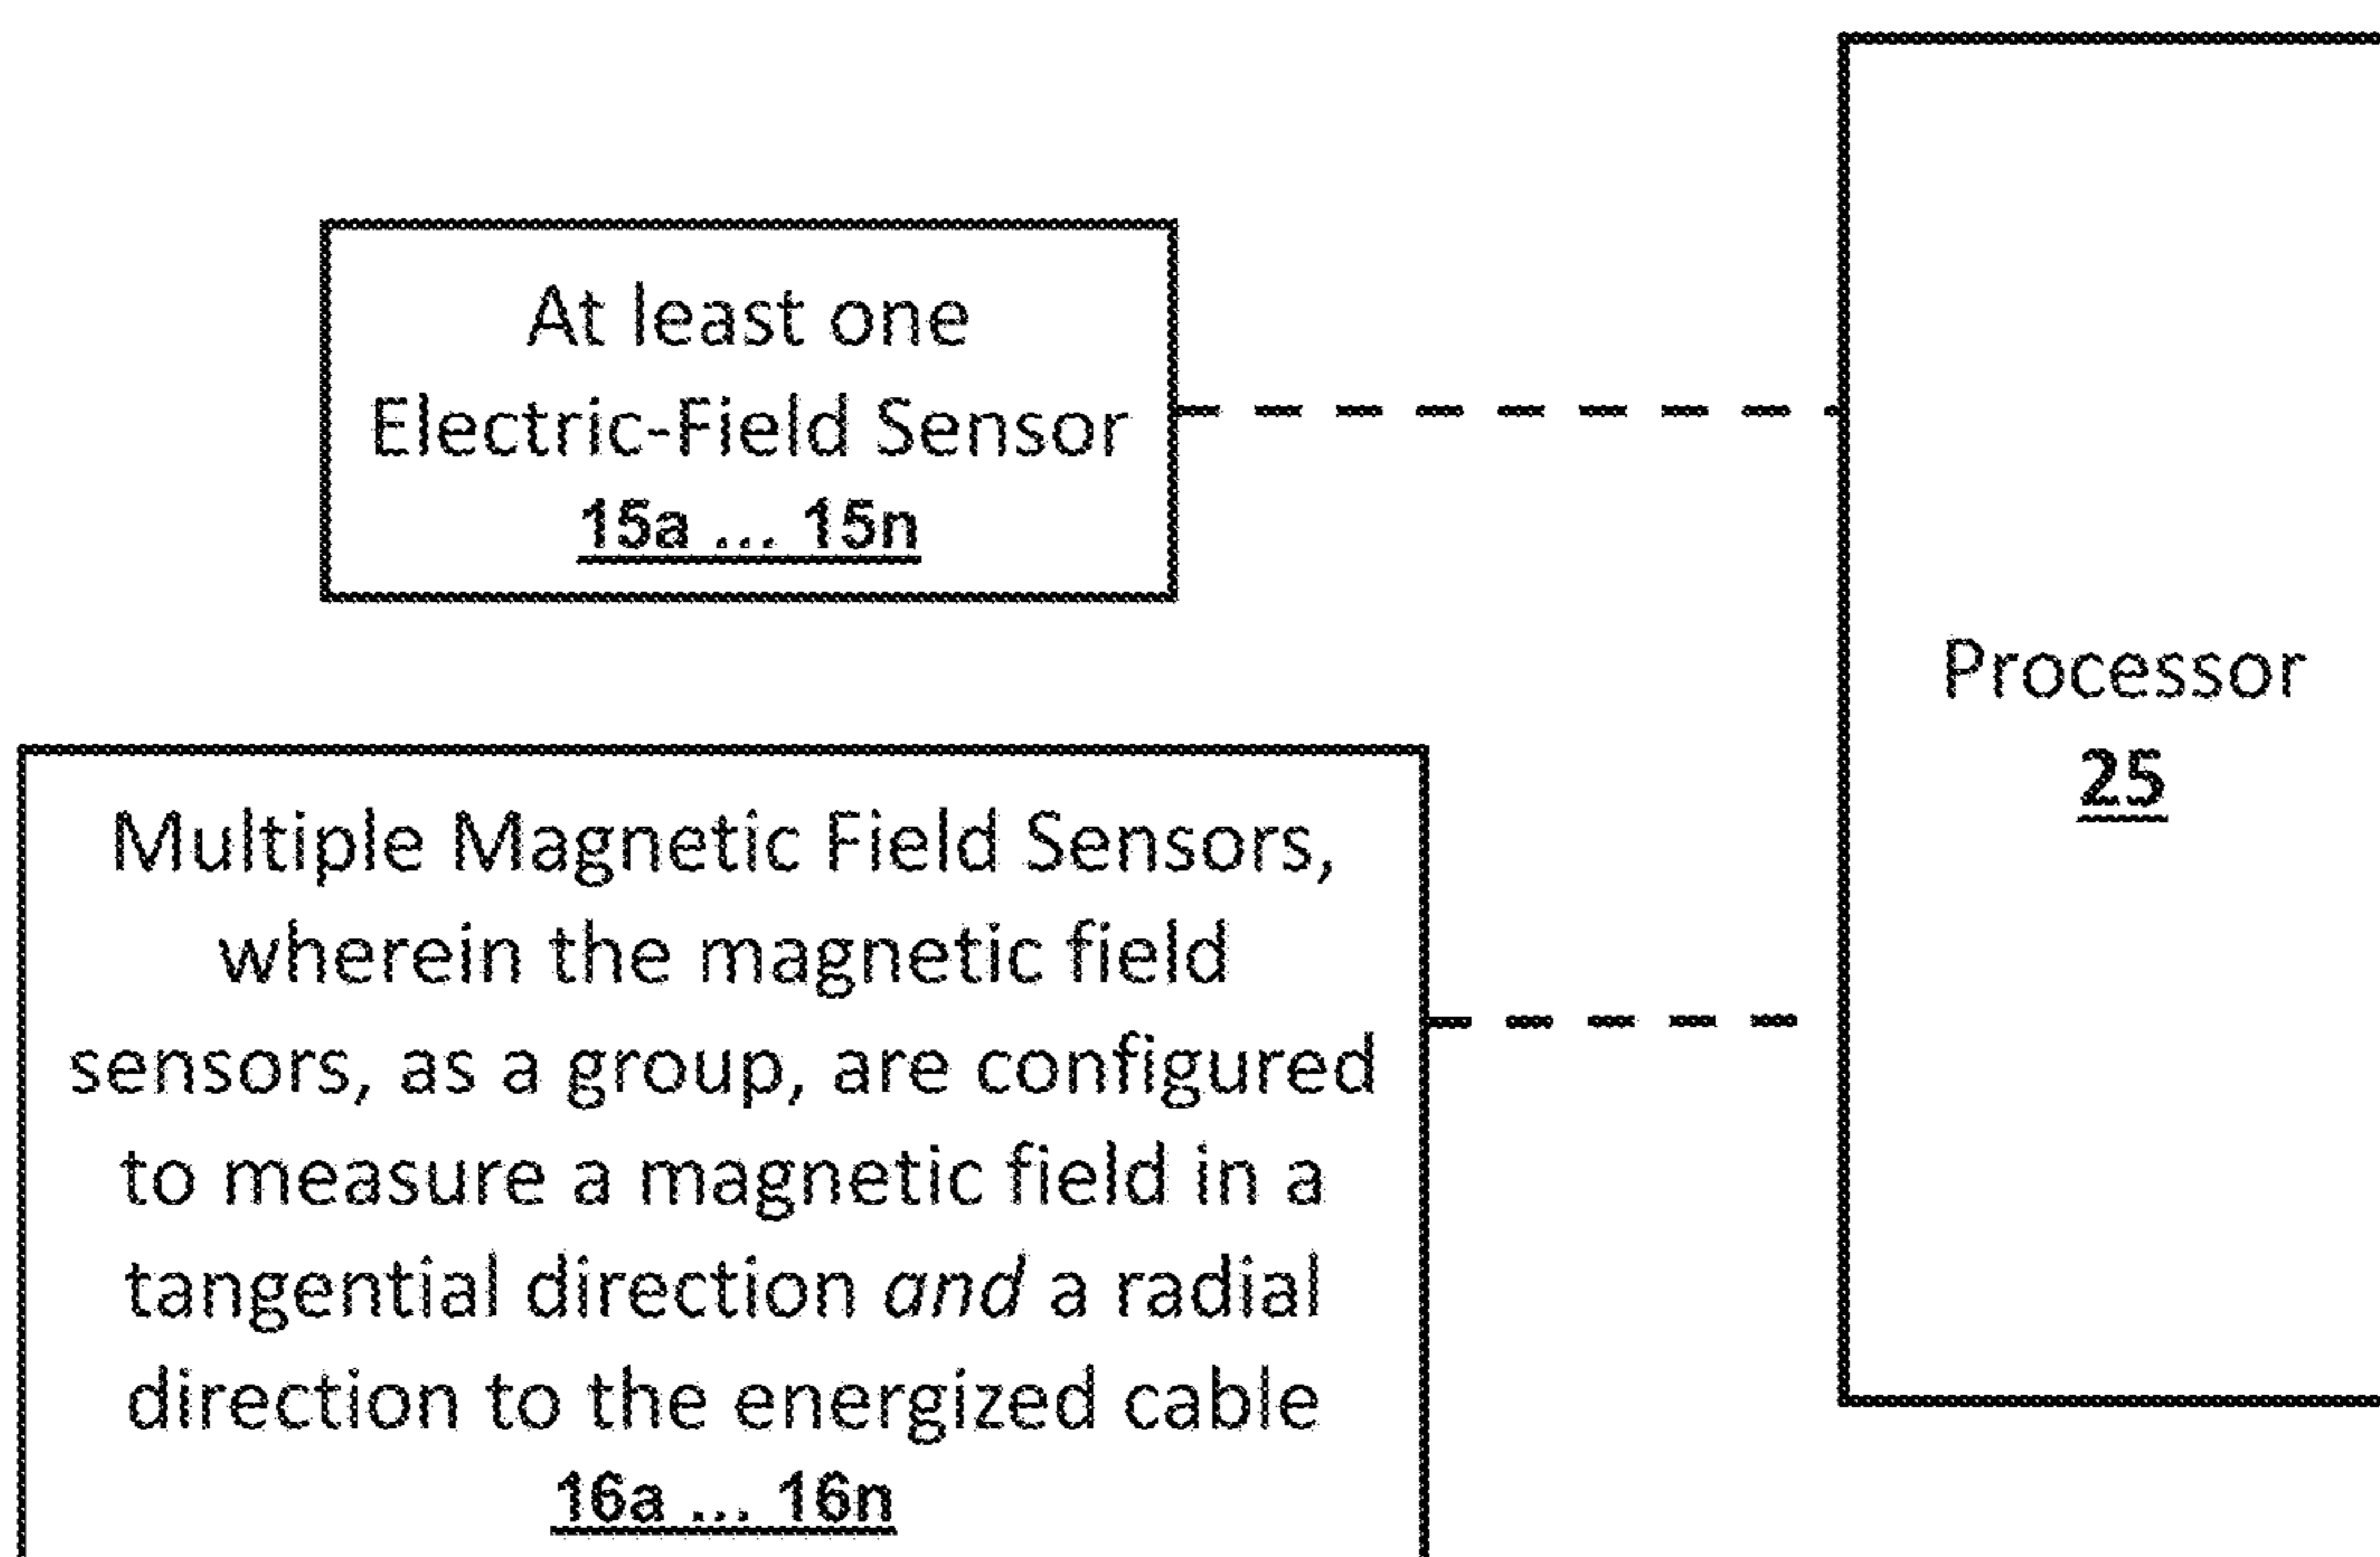 At least one
Electric-Field Sensor
15a ... 15n
Processor
25
Multiple Magnetic Field Sensors,
wherein the magnetic field
sensors, as a group, are configured
to measure a magnetic field in a
tangential direction and a radial
direction to the energized cable
16a ... 16n